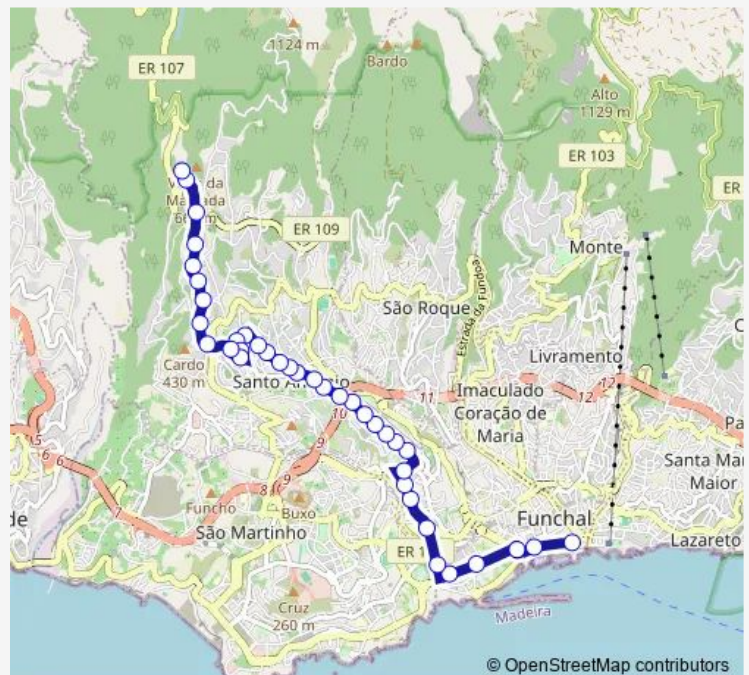 1124 m
Bardo
ER 107
Alto
1129 m
ER 103
ER
da
ER 109
Monte
São Roque
Estrada da Fundoa
Livramento
Cardo
430 m
Santo
12
11
12
Imaculado
Coração de
Maria
10
9
5
6
6
7
8
9
Pa
Santa Mar
Maior
Funcho
Buxo
de
São Martinho
Funchal
ER 1
Lazareto
Cruz
260 m
Madeira
© OpenStreetMap contributors